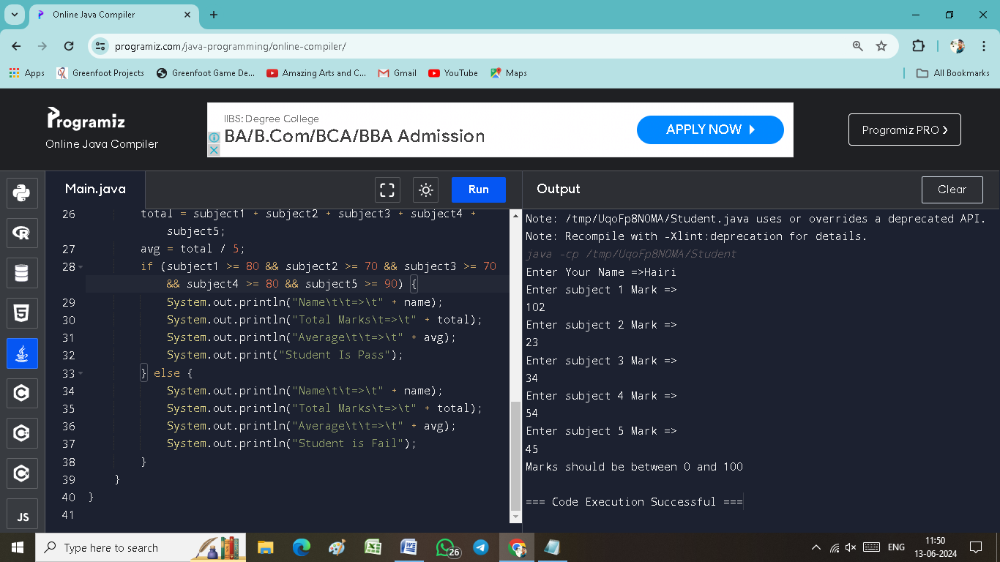 Online Java Compiler
programiz.com/java-programming/online-compiler/
Apps Greenfoot Projects Greenfoot Game De... Amazing Arts and C... Gmail YouTube Maps All Bookmarks
Programiz
Online Java Compiler
IIBS: Degree College
BA/B.Com/BCA/BBA Admission
APPLY NOW
Programiz PRO
Main.java
Run
26 total = subject1 + subject2 + subject3 + subject4 +
subject5;
27 avg = total / 5;
28 if (subject1 >= 80 && subject2 >= 70 && subject3 >= 70
&& subject4 >= 80 && subject5 >= 90) {
29 System.out.println("Name\t\t=>\t" + name);
30 System.out.println("Total Marks\t=>\t" + total);
31 System.out.println("Average\t\t=>\t" + avg);
32 System.out.print("Student Is Pass");
33 } else {
34 System.out.println("Name\t\t=>\t" + name);
35 System.out.println("Total Marks\t=>\t" + total);
36 System.out.println("Average\t\t=>\t" + avg);
37 System.out.println("Student is Fail");
38 }
39 }
40 }
41
JS
Output
Clear
Note: /tmp/UqoFp8N0MA/Student.java uses or overrides a deprecated API.
Note: Recompile with -Xlint:deprecation for details.
java -cp /tmp/UqoFp8N0MA/Student
Enter Your Name =>Hairi
Enter subject 1 Mark =>
102
Enter subject 2 Mark =>
23
Enter subject 3 Mark =>
34
Enter subject 4 Mark =>
54
Enter subject 5 Mark =>
45
Marks should be between 0 and 100
=== Code Execution Successful ===
Type here to search
26
ENG
11:50
13-06-2024